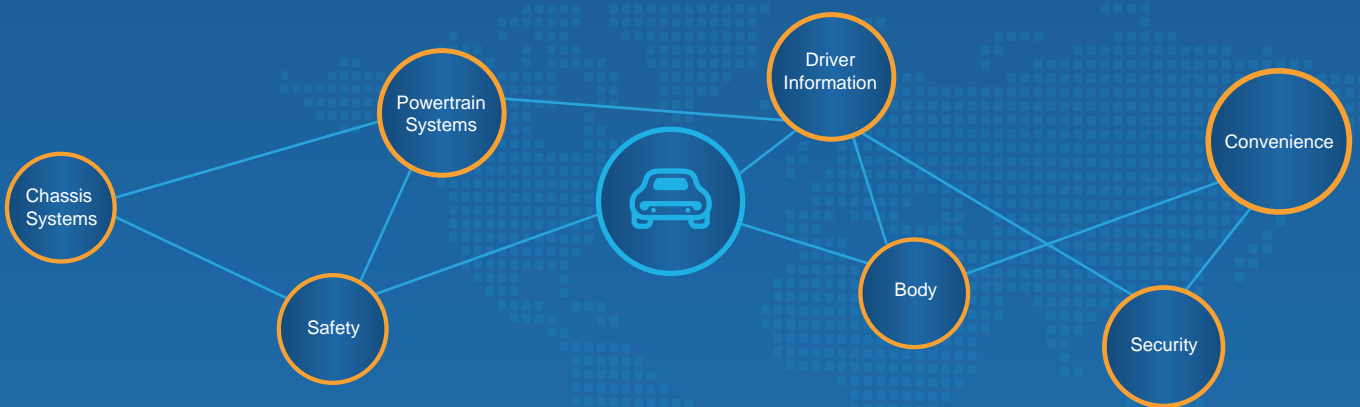 Driver
Information
Powertrain
Systems
Convenience
Chassis
Systems
Body
Safety
Security